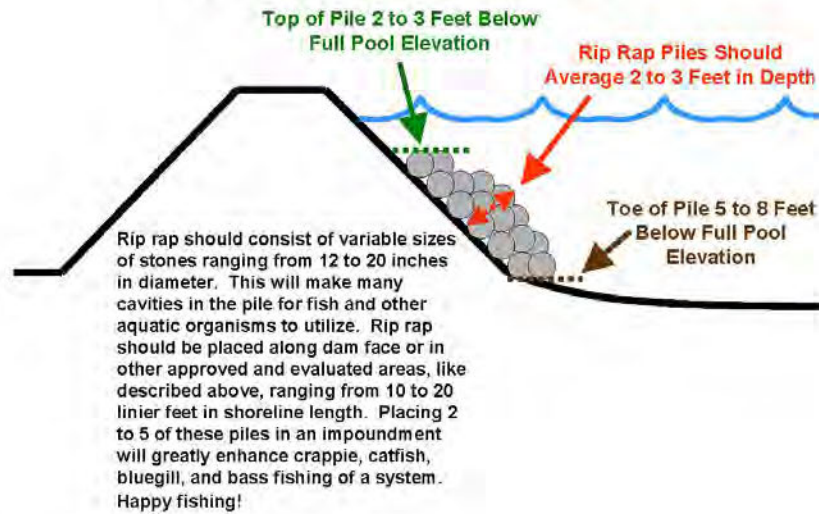 Top of Pile 2 to 3 Feet Below
Full Pool Elevation
Rip Rap Piles Should
Average 2 to 3 Feet in Depth
Toe of Pile 5 to 8 Feet
Below Full Pool
Elevation
Rip rap should consist of variable sizes
of stones ranging from 12 to 20 inches
in diameter.  This will make many
cavities in the pile for fish and other
aquatic organisms to utilize.  Rip rap
should be placed along dam face or in
other approved and evaluated areas, like
described above, ranging from 10 to 20
linier feet in shoreline length.  Placing 2
to 5 of these piles in an impoundment
will greatly enhance crappie, catfish,
bluegill, and bass fishing of a system.
Happy fishing!